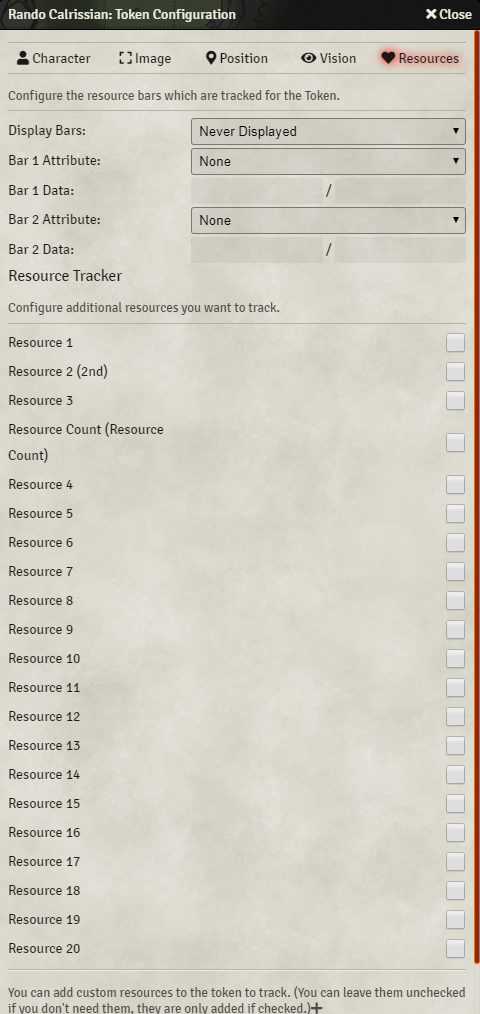 Rando Calrissian: Token Configuration Close
Character Image Position Vision Resources
Configure the resource bars which are tracked for the Token.
Display Bars: Never Displayed
Bar 1 Attribute: None
Bar 1 Data: /
Bar 2 Attribute: None
Bar 2 Data: /
Resource Tracker
Configure additional resources you want to track.
Resource 1
Resource 2 (2nd)
Resource 3
Resource Count (Resource
Count)
Resource 4
Resource 5
Resource 6
Resource 7
Resource 8
Resource 9
Resource 10
Resource 11
Resource 12
Resource 13
Resource 14
Resource 15
Resource 16
Resource 17
Resource 18
Resource 19
Resource 20
You can add custom resources to the token to track. (You can leave them unchecked
if you don't need them, they are only added if checked.)